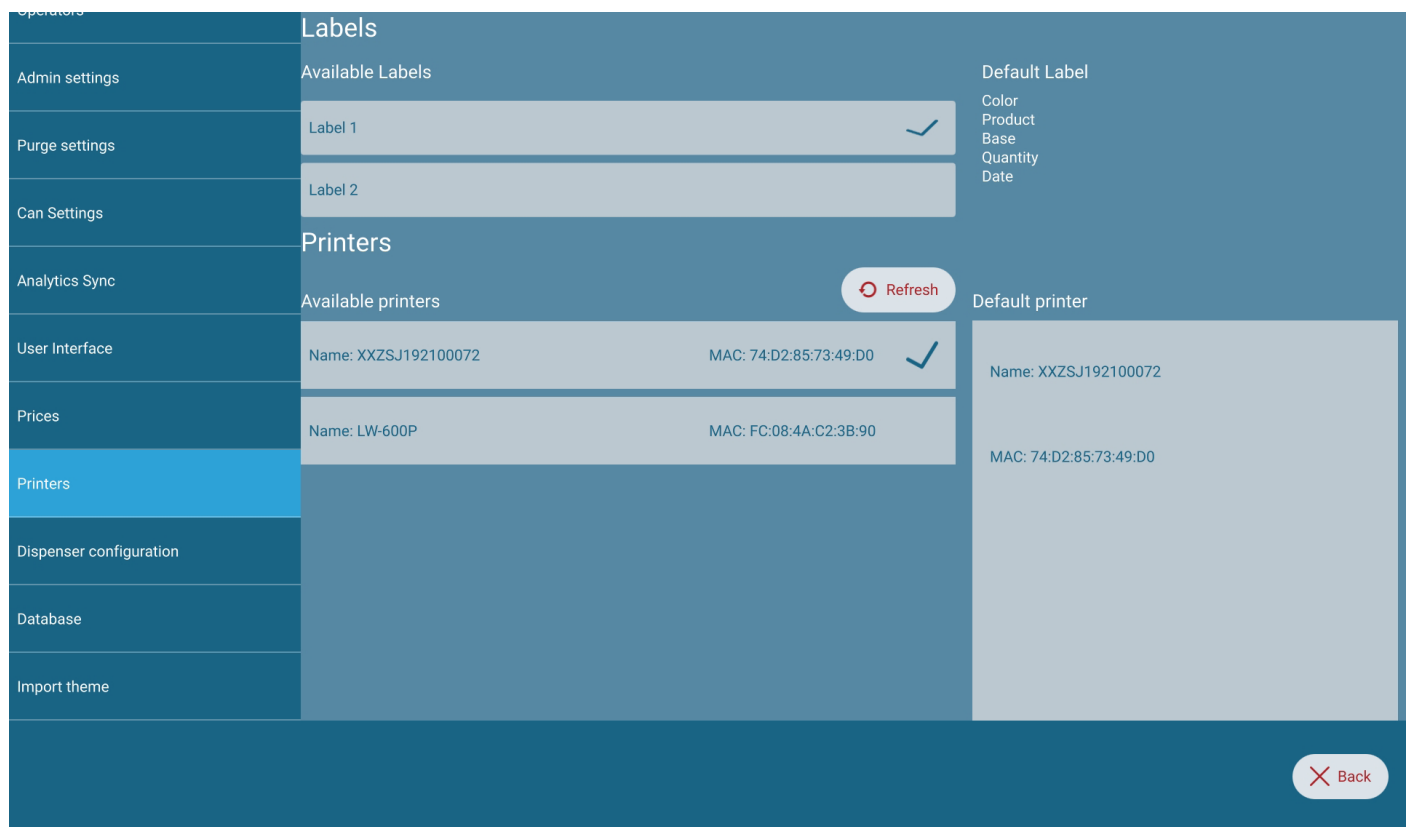 Operators
Admin settings
Purge settings
Can Settings
Analytics Sync
User Interface
Prices
Printers
Dispenser configuration
Database
Import theme
Labels
Available Labels
Label 1
Label 2
Default Label
Color
Product
Base
Quantity
Date
Printers
Available printers
Refresh
Name: XXZSJ192100072 MAC: 74:D2:85:73:49:D0
Name: LW-600P MAC: FC:08:4A:C2:3B:90
Default printer
Name: XXZSJ192100072
MAC: 74:D2:85:73:49:D0
Back